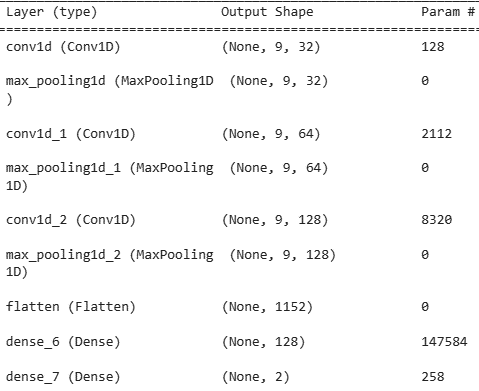 Layer (type) Output Shape Param #
conv1d (Conv1D) (None, 9, 32) 128
max_pooling1d (MaxPooling1D (None, 9, 32) 0
)
conv1d_1 (Conv1D) (None, 9, 64) 2112
max_pooling1d_1 (MaxPooling (None, 9, 64) 0
1D)
conv1d_2 (Conv1D) (None, 9, 128) 8320
max_pooling1d_2 (MaxPooling (None, 9, 128) 0
1D)
flatten (Flatten) (None, 1152) 0
dense_6 (Dense) (None, 128) 147584
dense_7 (Dense) (None, 2) 258